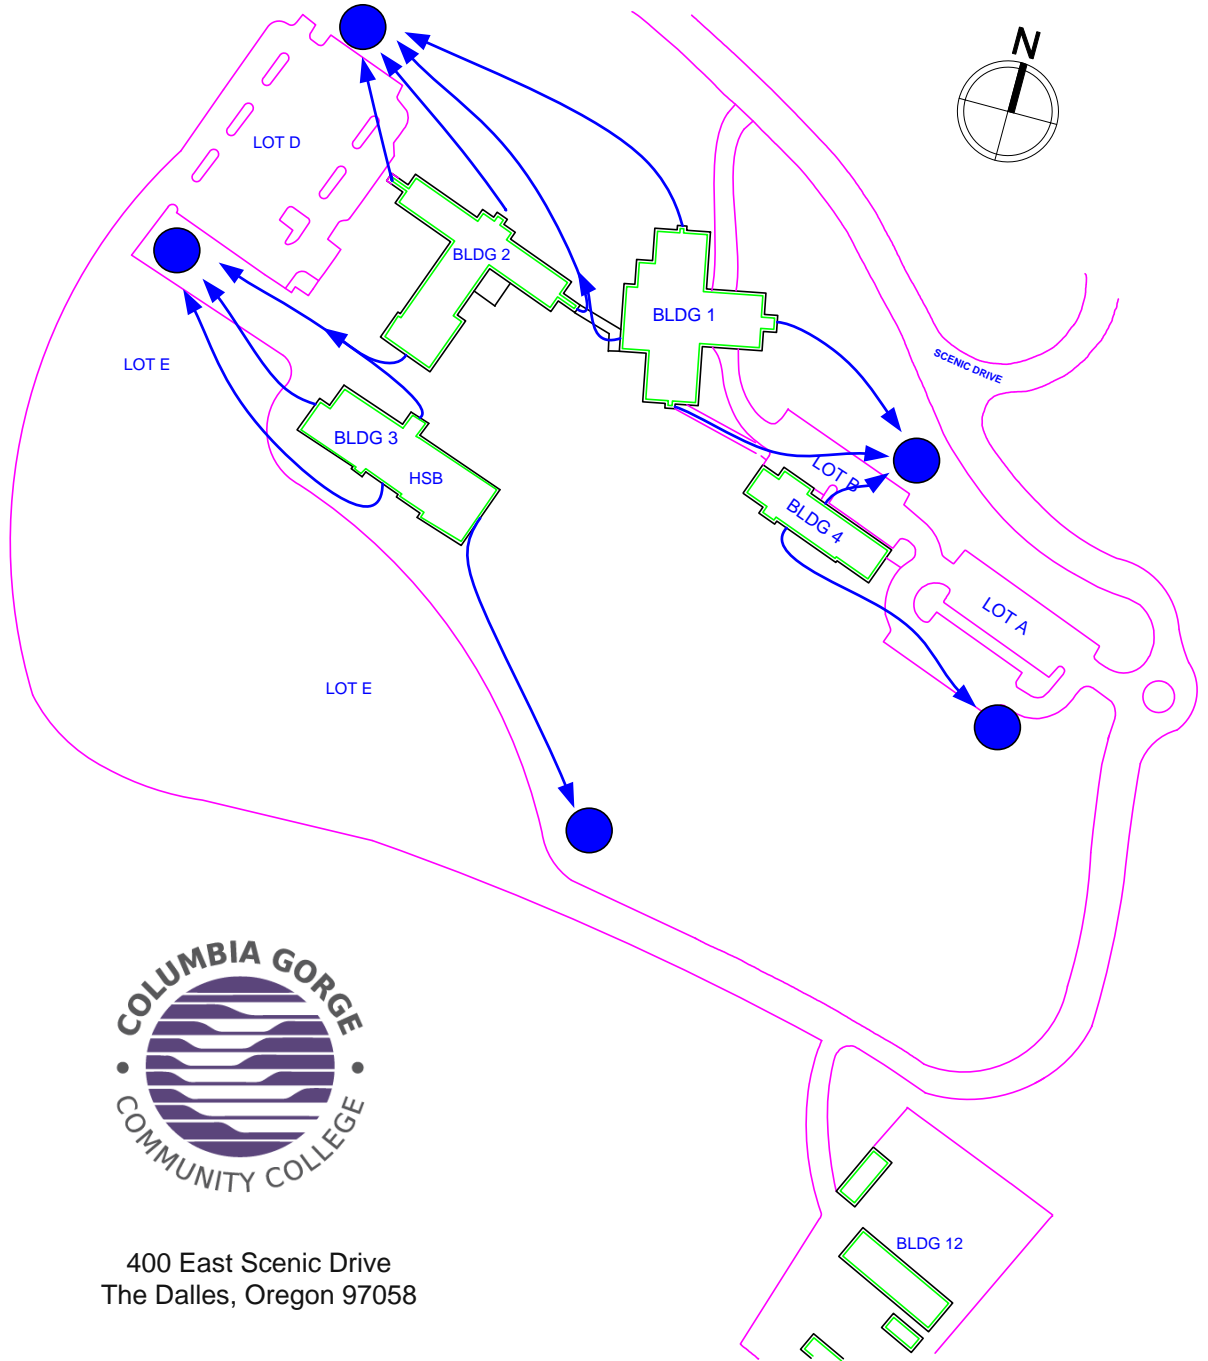 N
LOT D
BLDG 2
BLDG 1
SCENIC DRIVE
LOT E
BLDG 3
HSB
LOT B
BLDG 4
LOT A
LOT E
COLUMBIA GORGE
• COMMUNITY COLLEGE •
BLDG 12
400 East Scenic Drive
The Dalles, Oregon 97058